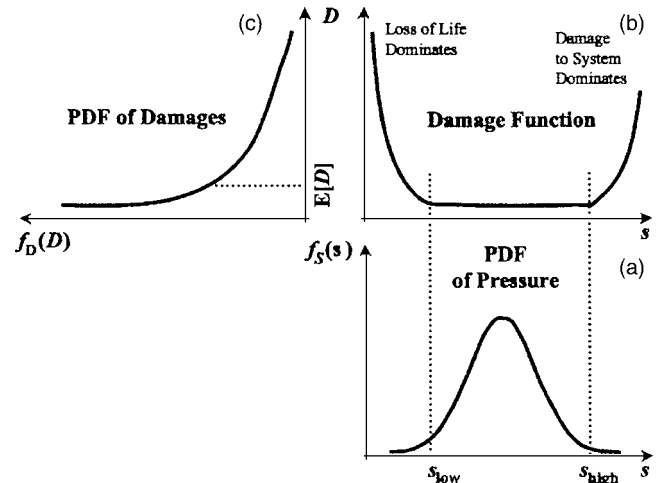 (c)
D
(b)
Loss of Life
Dominates
Damage
to System
Dominates
PDF of Damages
Damage Function
E[D]
f_D(D)
s
f_S(s)
PDF
of Pressure
(a)
s_low
s_high
s